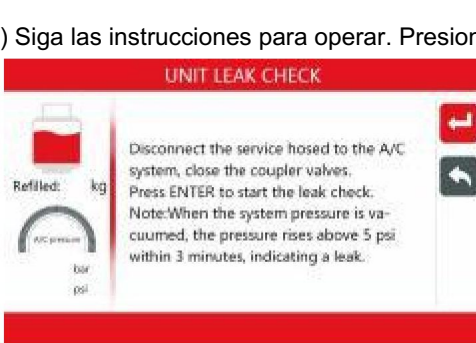 ) Siga las instrucciones para operar. Presion
UNIT LEAK CHECK
Disconnect the service hosed to the A/C
system, close the coupler valves.
Press ENTER to start the leak check.
Note:When the system pressure is va-
cuumed, the pressure rises above 5 psi
within 3 minutes, indicating a leak.
Refilled: kg
A/C pressure
bar
psi